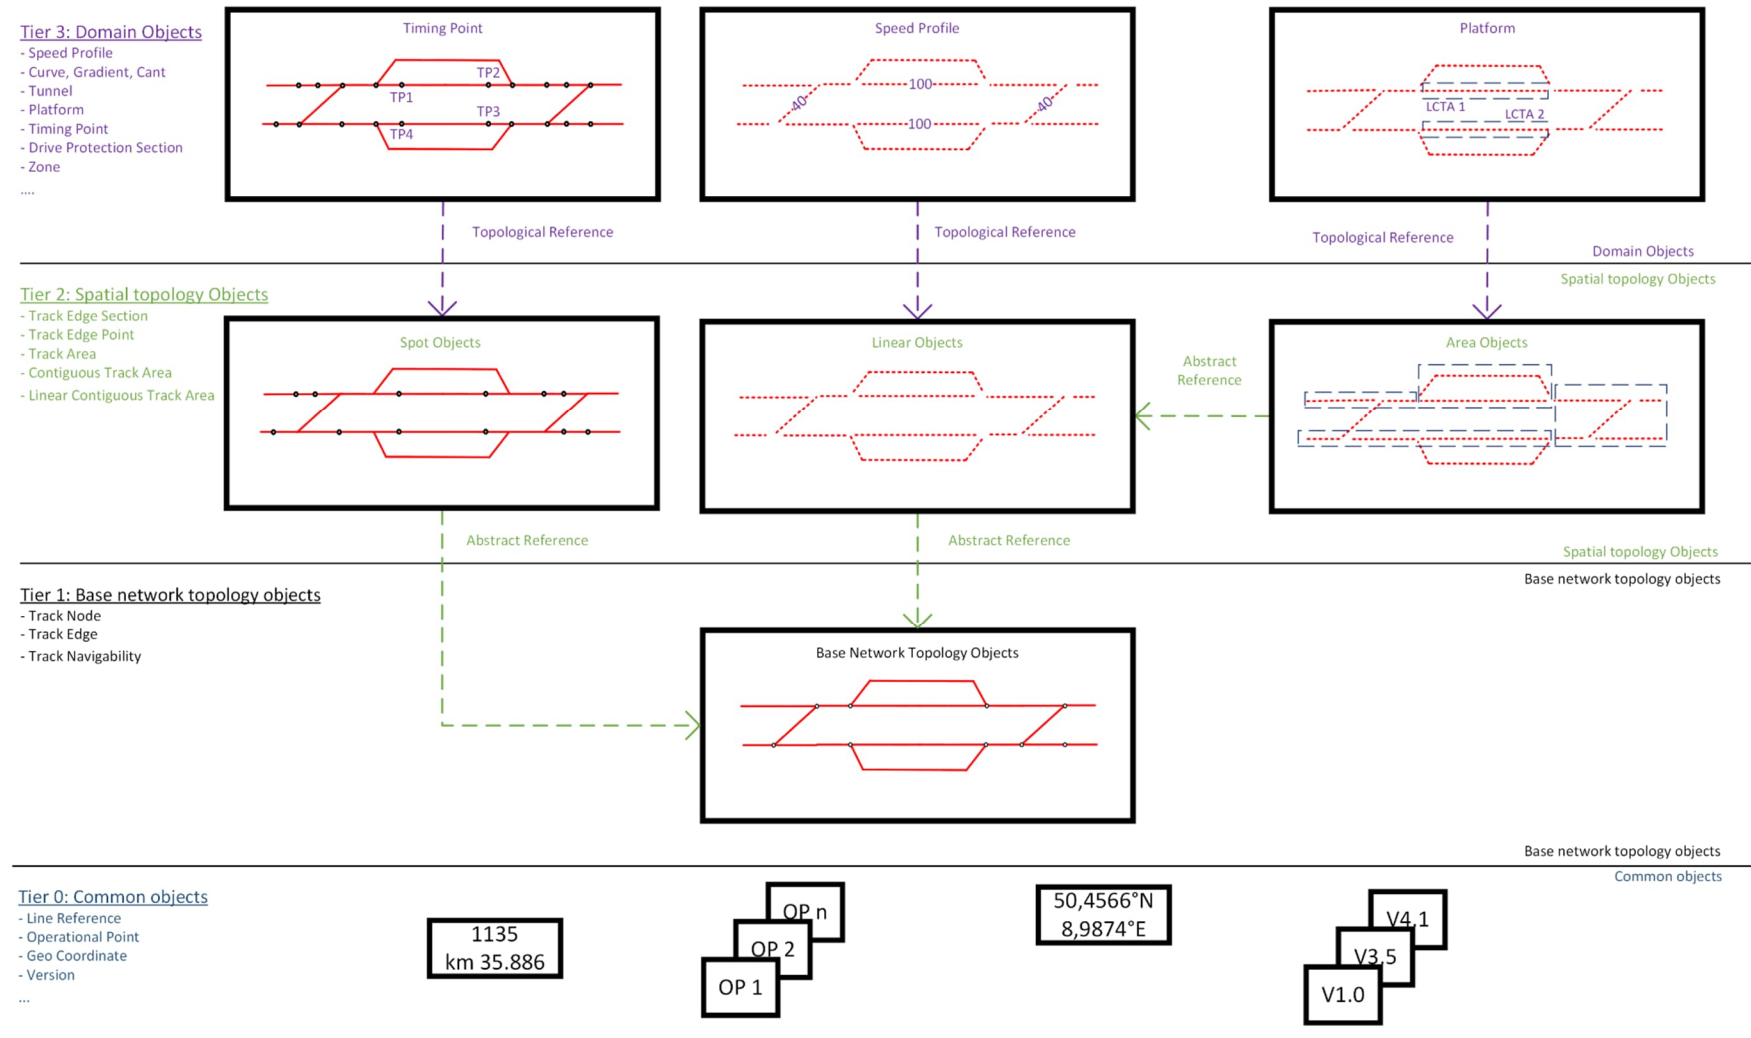 Tier 3: Domain Objects
- Speed Profile
- Curve, Gradient, Cant
- Tunnel
- Platform
- Timing Point
- Drive Protection Section
- Zone
....
Timing Point
TP2
TP1
TP3
TP4
Speed Profile
100
40
40
100
Platform
LCTA 1
LCTA 2
Topological Reference
Topological Reference
Topological Reference
Domain Objects
Spatial topology Objects
Tier 2: Spatial topology Objects
- Track Edge Section
- Track Edge Point
- Track Area
- Contiguous Track Area
- Linear Contiguous Track Area
Spot Objects
Linear Objects
Abstract
Reference
Area Objects
Abstract Reference
Abstract Reference
Spatial topology Objects
Base network topology objects
Tier 1: Base network topology objects
- Track Node
- Track Edge
- Track Navigability
Base Network Topology Objects
Base network topology objects
Common objects
Tier 0: Common objects
- Line Reference
- Operational Point
- Geo Coordinate
- Version
...
1135
km 35.886
OP n
OP 2
OP 1
50,4566°N
8,9874°E
V4.1
V3.5
V1.0